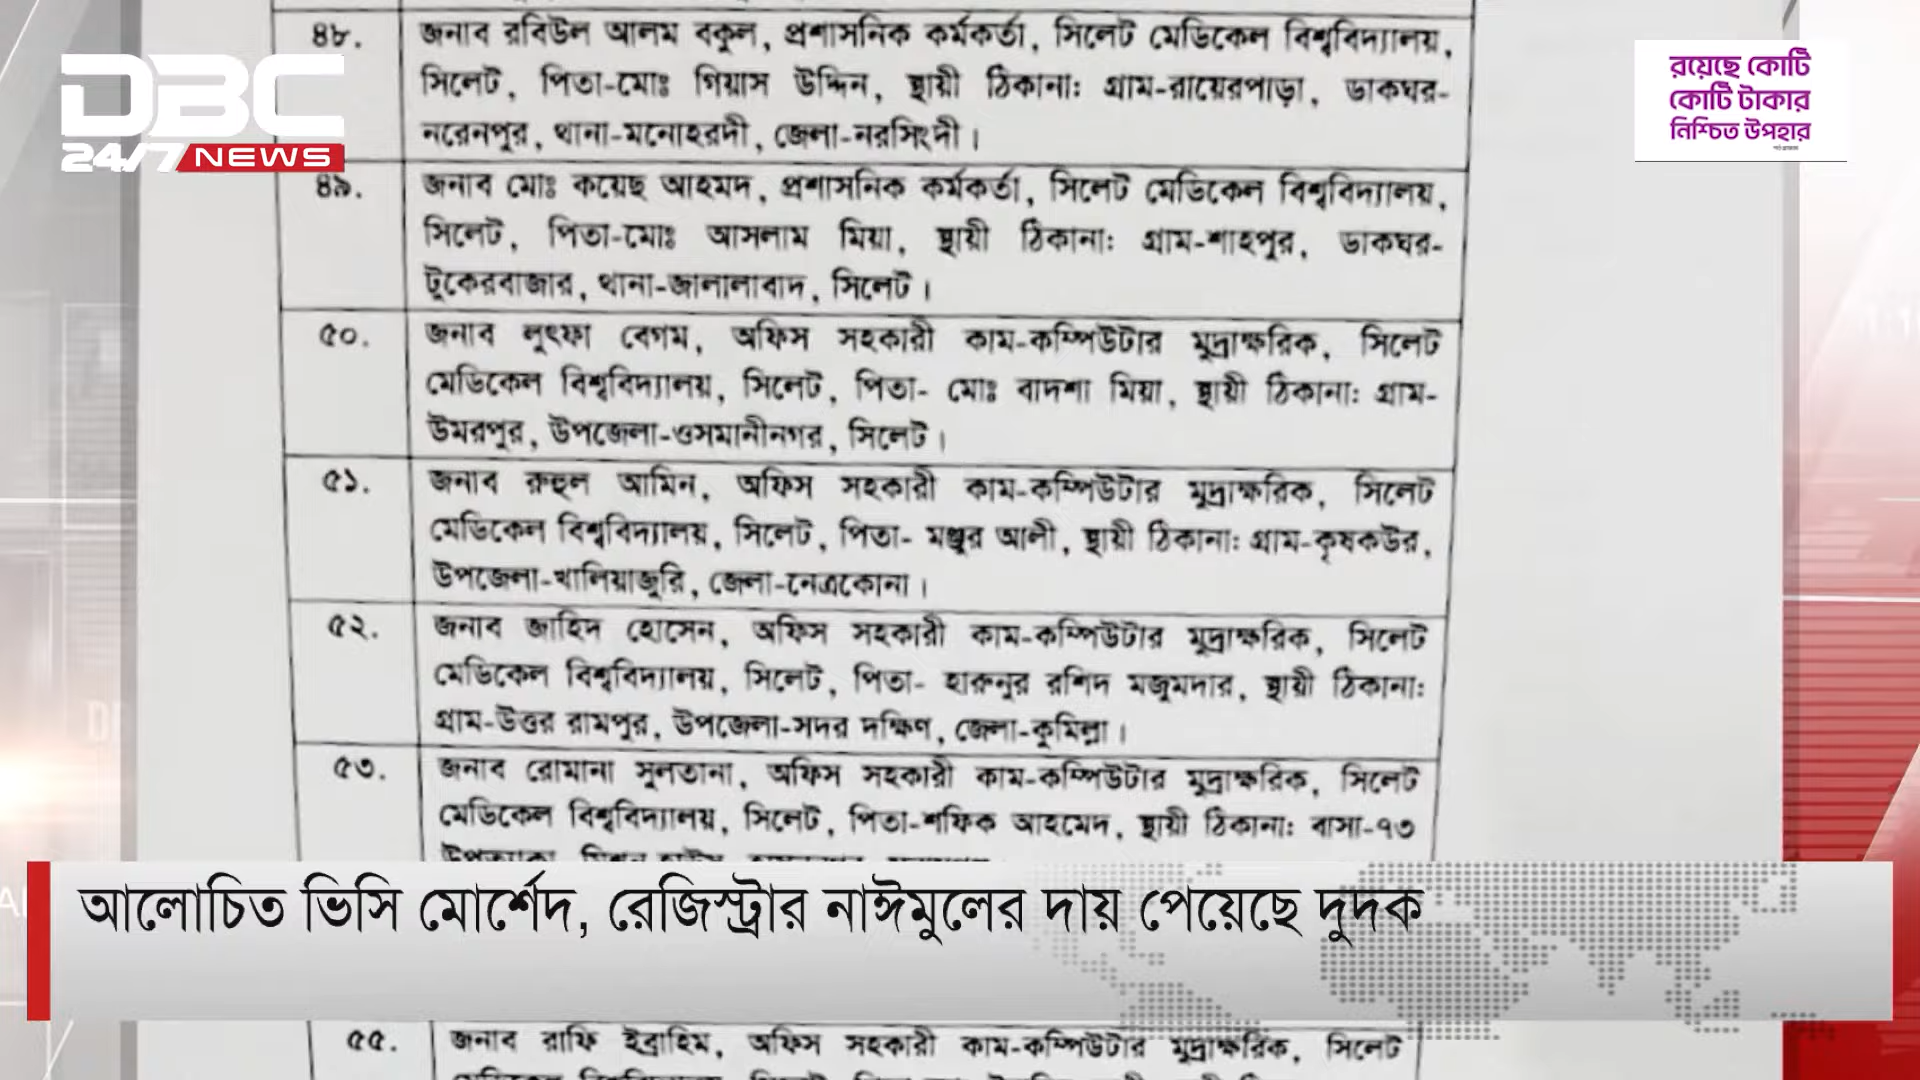 ৪৮. জনাব রবিউল আলম বকুল, প্রশাসনিক কর্মকর্তা, সিলেট মেডিকেল বিশ্ববিদ্যালয়,
সিলেট, পিতা-মোঃ গিয়াস উদ্দিন, স্থায়ী ঠিকানা: গ্রাম-রায়েরপাড়া, ডাকঘর-
নরেনপুর, থানা-মনোহরদী, জেলা-নরসিংদী।
DBC
24/7 NEWS
রয়েছে কোটি
কোটি টাকার
নিশ্চিত উপহার
৪৯. জনাব মোঃ কয়েছ আহমদ, প্রশাসনিক কর্মকর্তা, সিলেট মেডিকেল বিশ্ববিদ্যালয়,
সিলেট, পিতা-মোঃ আসলাম মিয়া, স্থায়ী ঠিকানা: গ্রাম-শাহপুর, ডাকঘর-
টুকেরবাজার, থানা-জালালাবাদ, সিলেট।
৫০. জনাব লুৎফা বেগম, অফিস সহকারী কাম-কম্পিউটার মুদ্রাক্ষরিক, সিলেট
মেডিকেল বিশ্ববিদ্যালয়, সিলেট, পিতা- মোঃ বাদশা মিয়া, স্থায়ী ঠিকানা: গ্রাম-
উমরপুর, উপজেলা-ওসমানীনগর, সিলেট।
৫১. জনাব রুহুল আমিন, অফিস সহকারী কাম-কম্পিউটার মুদ্রাক্ষরিক, সিলেট
মেডিকেল বিশ্ববিদ্যালয়, সিলেট, পিতা- মঞ্জুর আলী, স্থায়ী ঠিকানা: গ্রাম-কৃষকউর,
উপজেলা-খালিয়াজুরি, জেলা-নেত্রকোনা।
৫২. জনাব জাহিদ হোসেন, অফিস সহকারী কাম-কম্পিউটার মুদ্রাক্ষরিক, সিলেট
মেডিকেল বিশ্ববিদ্যালয়, সিলেট, পিতা- হারুনুর রশিদ মজুমদার, স্থায়ী ঠিকানা:
গ্রাম-উত্তর রামপুর, উপজেলা-সদর দক্ষিণ, জেলা-কুমিল্লা।
৫৩. জনাব রোমানা সুলতানা, অফিস সহকারী কাম-কম্পিউটার মুদ্রাক্ষরিক, সিলেট
মেডিকেল বিশ্ববিদ্যালয়, সিলেট, পিতা-শফিক আহমেদ, স্থায়ী ঠিকানা: বাসা-৭৩
আলোচিত ভিসি মোর্শেদ, রেজিস্ট্রার নাঈমুলের দায় পেয়েছে দুদক
৫৫. জনাব রাফি ইব্রাহিম, অফিস সহকারী কাম-কম্পিউটার মুদ্রাক্ষরিক, সিলেট